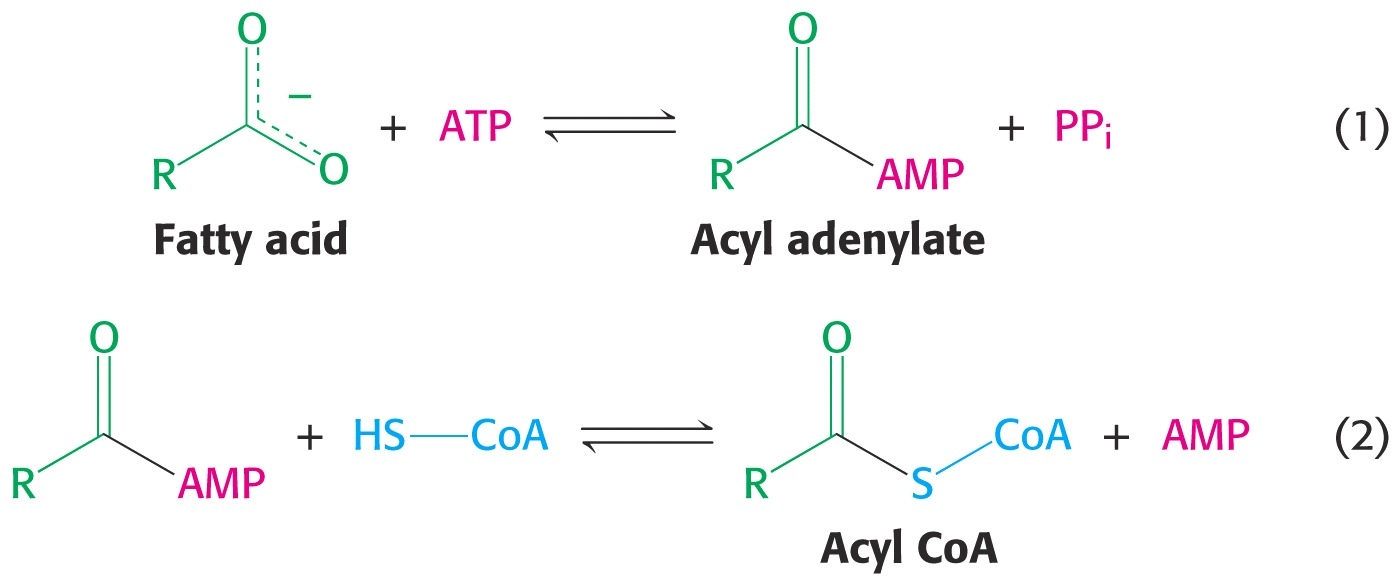 O
O
−
R
+ ATP
O
R
AMP
+ PPi
(1)
Fatty acid
Acyl adenylate
O
R
AMP
+ HS—CoA
O
R
S
CoA
+ AMP
(2)
Acyl CoA